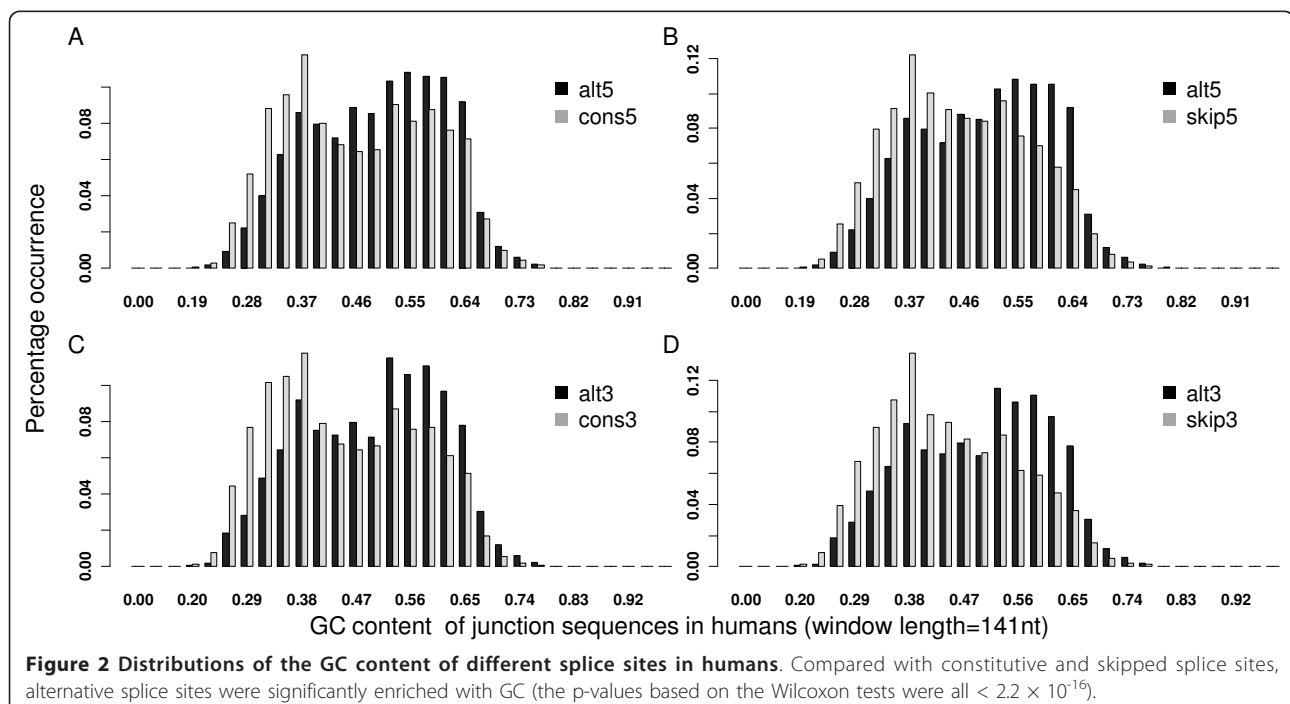 A
B
alt5
cons5
alt5
skip5
0.00 0.04 0.08
0.00 0.04 0.08 0.12
0.00 0.19 0.28 0.37 0.46 0.55 0.64 0.73 0.82 0.91
0.00 0.19 0.28 0.37 0.46 0.55 0.64 0.73 0.82 0.91
Percentage occurrence
C
D
alt3
cons3
alt3
skip3
0.00 0.04 0.08
0.00 0.04 0.08 0.12
0.00 0.20 0.29 0.38 0.47 0.56 0.65 0.74 0.83 0.92
0.00 0.20 0.29 0.38 0.47 0.56 0.65 0.74 0.83 0.92
GC content of junction sequences in humans (window length=141nt)
Figure 2 Distributions of the GC content of different splice sites in humans. Compared with constitutive and skipped splice sites,
alternative splice sites were significantly enriched with GC (the p-values based on the Wilcoxon tests were all < 2.2 × 10⁻¹⁶).